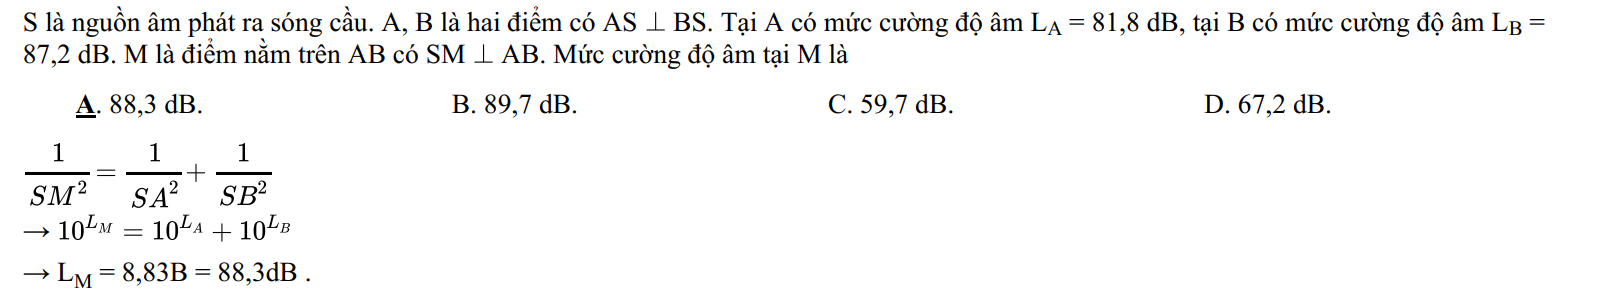 S là nguồn âm phát ra sóng cầu. A, B là hai điểm có AS ⊥ BS. Tại A có mức cường độ âm L_A = 81,8 dB, tại B có mức cường độ âm L_B =
87,2 dB. M là điểm nằm trên AB có SM ⊥ AB. Mức cường độ âm tại M là
A. 88,3 dB. B. 89,7 dB. C. 59,7 dB. D. 67,2 dB.
\frac{1}{SM^2} = \frac{1}{SA^2} + \frac{1}{SB^2}
→ 10^{L_M} = 10^{L_A} + 10^{L_B}
→ L_M = 8,83B = 88,3dB .